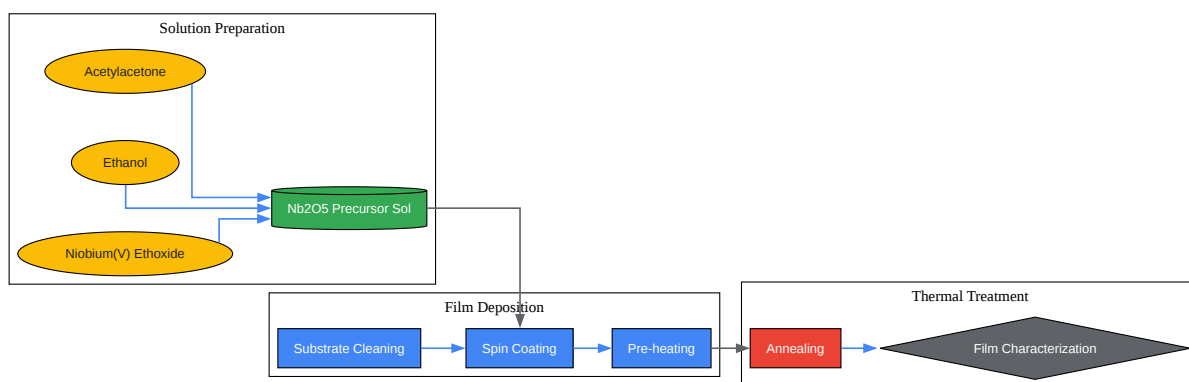 Solution Preparation
Acetylacetone
Ethanol
Nb2O5 Precursor Sol
Niobium(V) Ethoxide
Film Deposition
Substrate Cleaning
Spin Coating
Pre-heating
Thermal Treatment
Annealing
Film Characterization